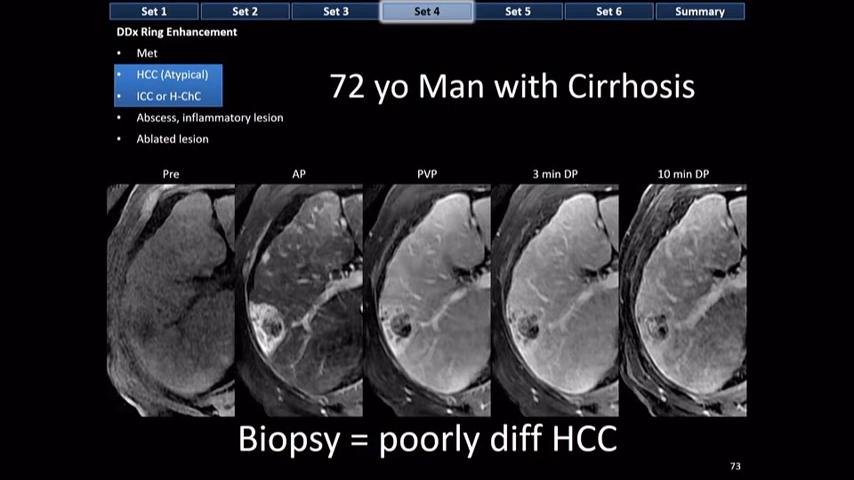 Set 1 Set 2 Set 3 Set 4 Set 5 Set 6 Summary
DDx Ring Enhancement
• Met
• HCC (Atypical)
• ICC or H-ChC
• Abscess, inflammatory lesion
• Ablated lesion
72 yo Man with Cirrhosis
Pre AP PVP 3 min DP 10 min DP
Biopsy = poorly diff HCC
73